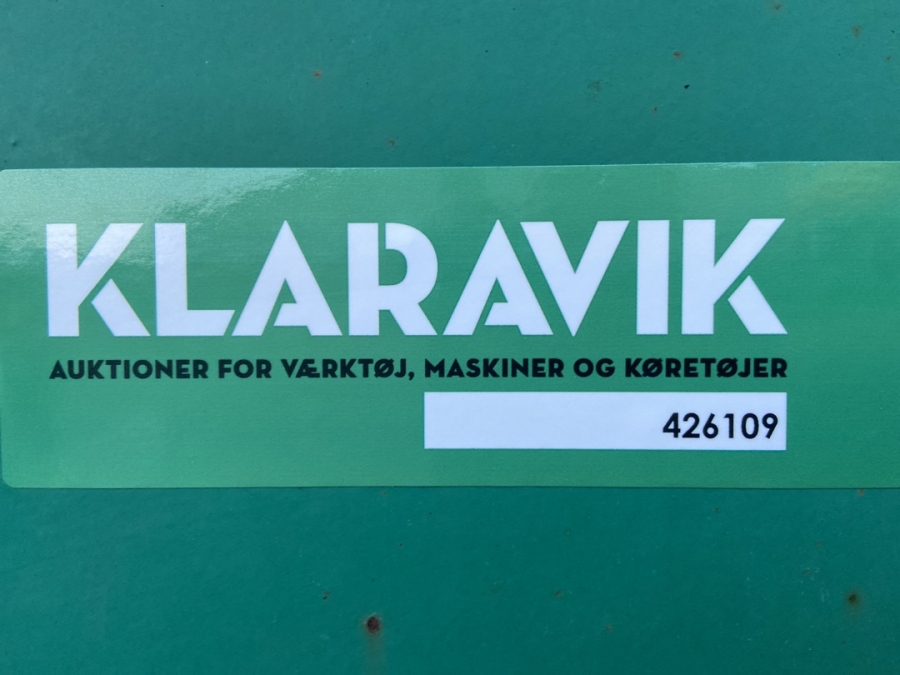 KLARAVIK
AUKTIONER FOR VÆRKTØJ, MASKINER OG KØRETØJER
426109